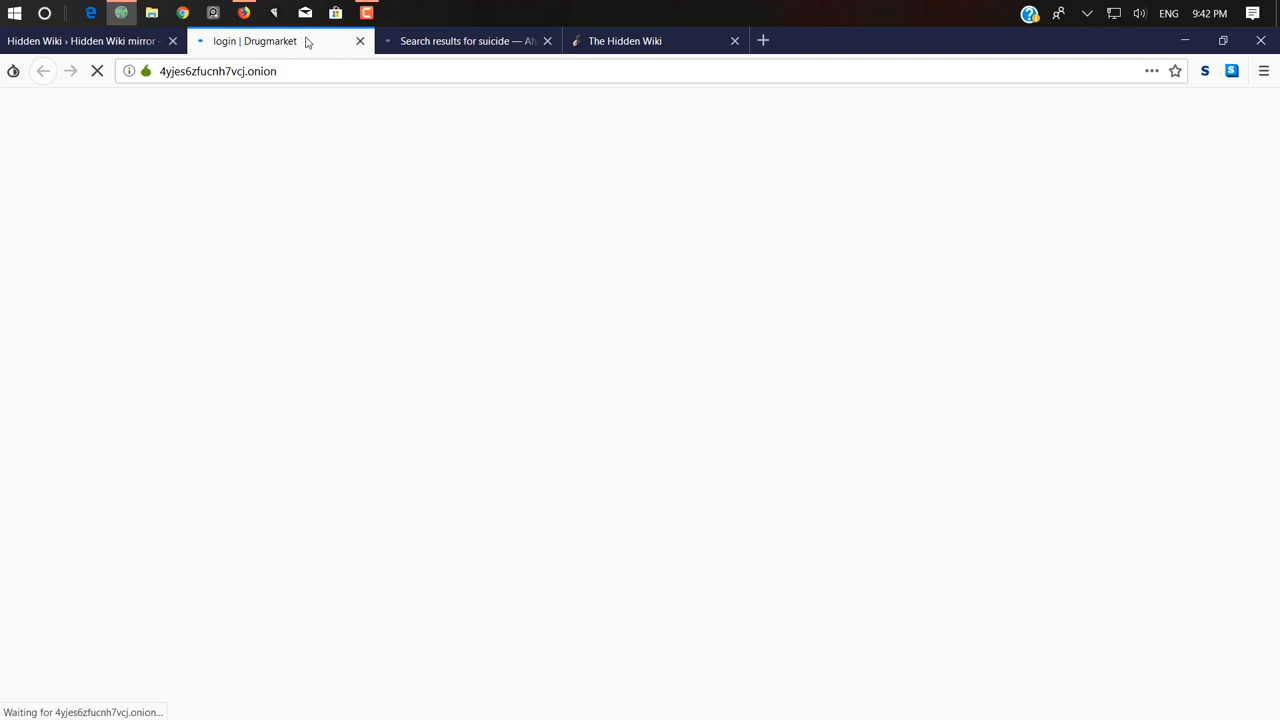 ENG 9:42 PM
Hidden Wiki › Hidden Wiki mirror - login | Drugmarket Search results for suicide — Ah The Hidden Wiki
4yjes6zfucnh7vcj.onion
Waiting for 4yjes6zfucnh7vcj.onion...